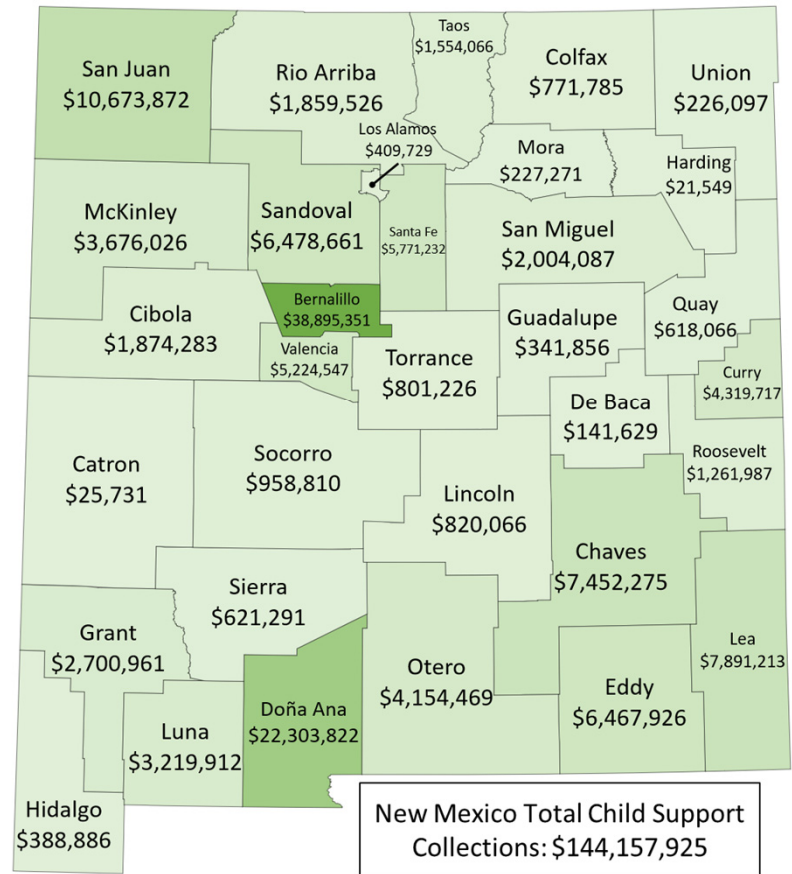 Taos
$1,554,066
San Juan
$10,673,872
Rio Arriba
$1,859,526
Colfax
$771,785
Union
$226,097
Los Alamos
$409,729
Mora
$227,271
Harding
$21,549
McKinley
$3,676,026
Sandoval
$6,478,661
Santa Fe
$5,771,232
San Miguel
$2,004,087
Bernalillo
$38,895,351
Cibola
$1,874,283
Valencia
$5,224,547
Torrance
$801,226
Guadalupe
$341,856
Quay
$618,066
Curry
$4,319,717
De Baca
$141,629
Roosevelt
$1,261,987
Catron
$25,731
Socorro
$958,810
Lincoln
$820,066
Chaves
$7,452,275
Sierra
$621,291
Grant
$2,700,961
Otero
$4,154,469
Lea
$7,891,213
Eddy
$6,467,926
Doña Ana
$22,303,822
Luna
$3,219,912
Hidalgo
$388,886
New Mexico Total Child Support
Collections: $144,157,925